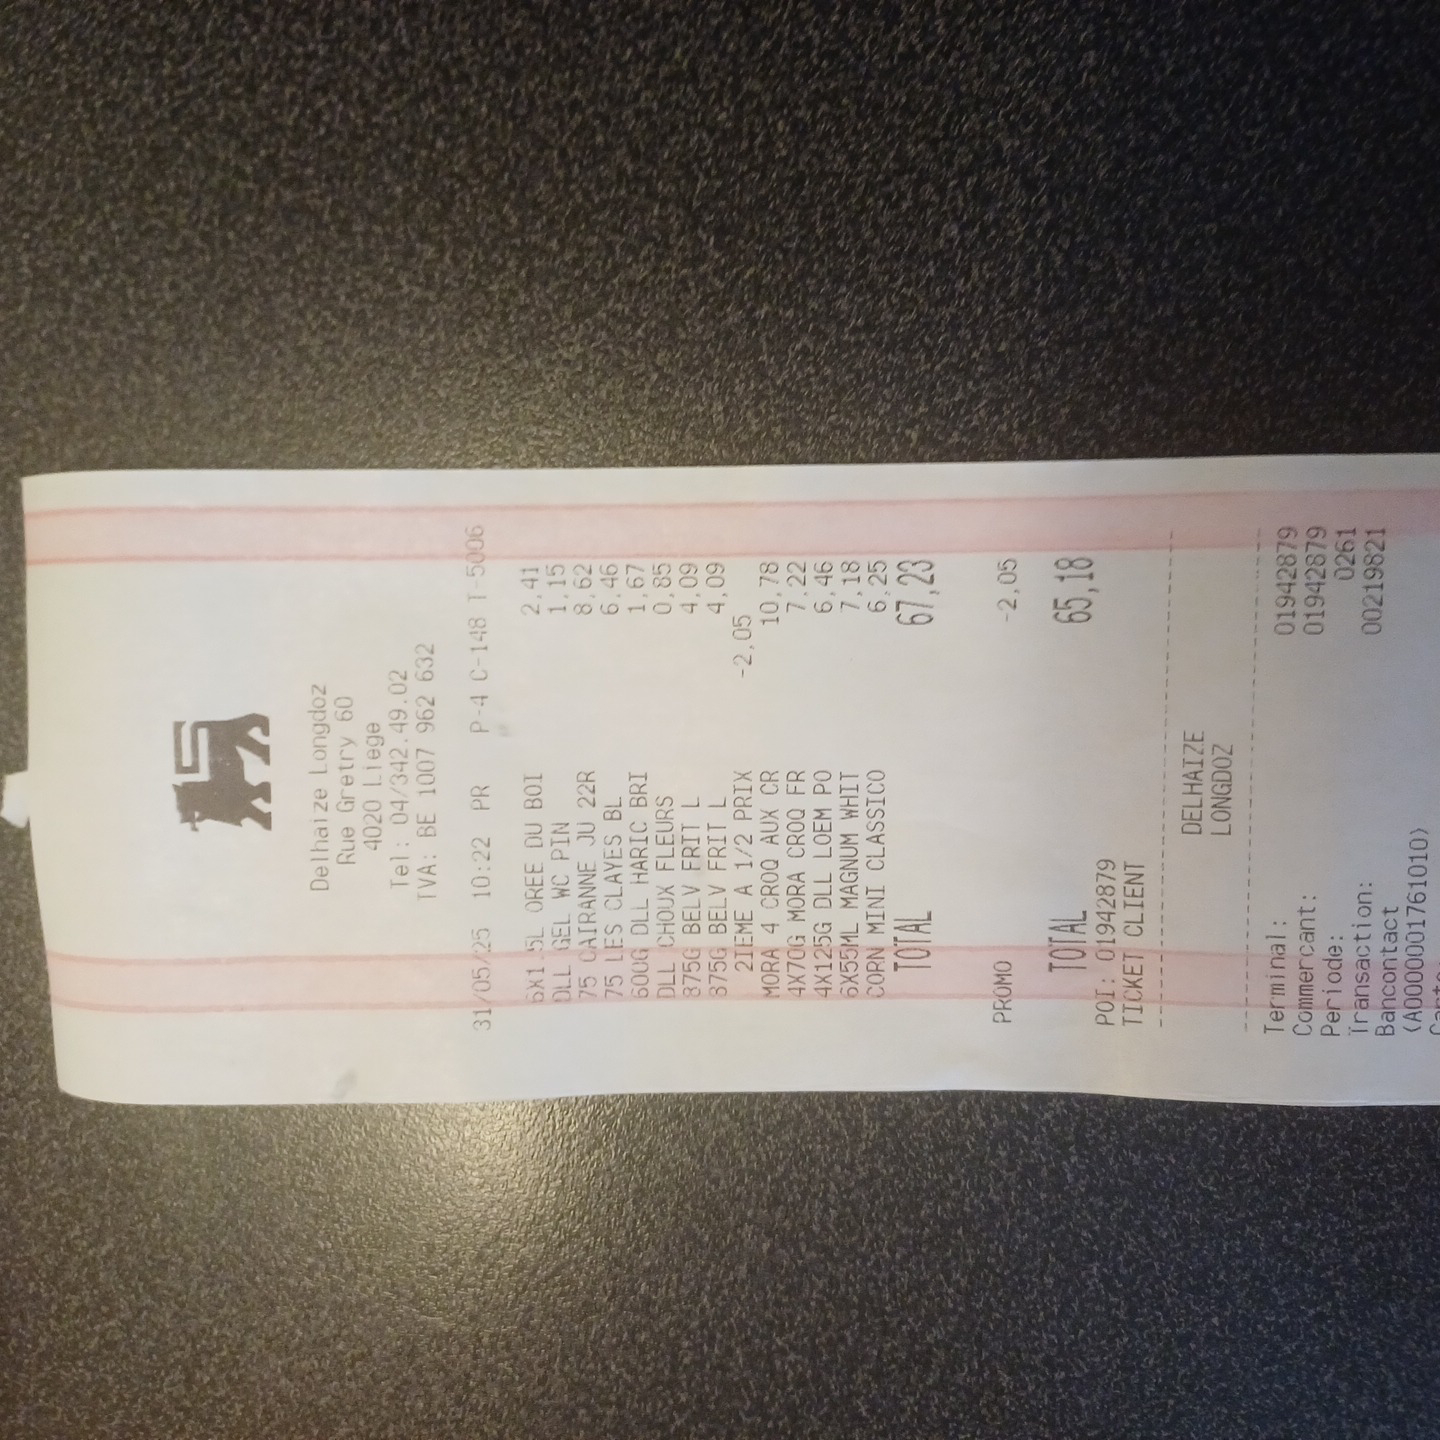 Delhaize Longdoz
Rue Gretry 60
4020 Liege
Tel: 04/342.49.02
TVA: BE 1007 962 632
31/05/25 10:22 PR P-4 C-148 T-5006
6X1.5L OREE DU BOI 2,41
DLL GEL WC PIN 1,15
75 CAIRANNE JU 22R 8,62
75 LES CLAYES BL 6,46
600G DLL HARIC BRI 1,67
DLL CHOUX FLEURS 0,85
875G BELV FRIT L 4,09
875G BELV FRIT L 4,09
2IEME A 1/2 PRIX -2,05
MORA 4 CROQ AUX CR 10,78
4X70G MORA CROQ FR 7,22
4X125G DLL LOEM PO 6,46
6X55ML MAGNUM WHIT 7,18
CORN MINI CLASSICO 6,25
TOTAL 67,23
PROMO -2,05
TOTAL 65,18
POI: 01942879
TICKET CLIENT
DELHAIZE
LONGDOZ
Terminal: 01942879
Commercant: 01942879
Periode: 0261
Transaction: 00219821
Bancontact
(A0000001761010)